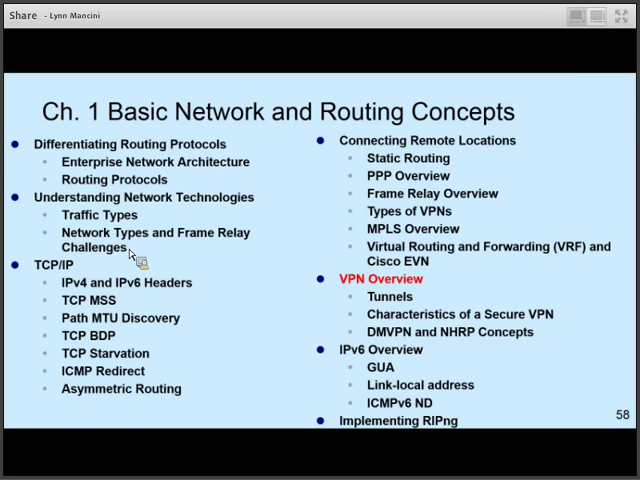 Share - Lynn Mancini
Ch. 1 Basic Network and Routing Concepts
Differentiating Routing Protocols
Enterprise Network Architecture
Routing Protocols
Understanding Network Technologies
Traffic Types
Network Types and Frame Relay
Challenges
TCP/IP
IPv4 and IPv6 Headers
TCP MSS
Path MTU Discovery
TCP BDP
TCP Starvation
ICMP Redirect
Asymmetric Routing
Connecting Remote Locations
Static Routing
PPP Overview
Frame Relay Overview
Types of VPNs
MPLS Overview
Virtual Routing and Forwarding (VRF) and
Cisco EVN
VPN Overview
Tunnels
Characteristics of a Secure VPN
DMVPN and NHRP Concepts
IPv6 Overview
GUA
Link-local address
ICMPv6 ND
Implementing RIPng
58